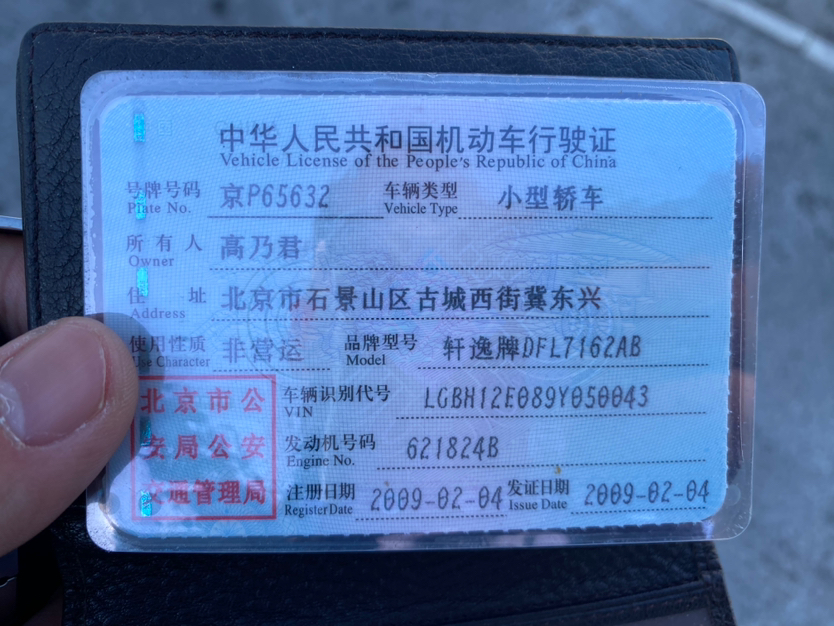 中华人民共和国机动车行驶证
Vehicle License of the People's Republic of China
号牌号码 京P65632 车辆类型 小型轿车
Plate No. Vehicle Type
所有人 高乃君
Owner
住址 北京市石景山区古城西街冀东兴
Address
使用性质 非营运 品牌型号 轩逸牌DFL7162AB
Use Character Model
北京市公 车辆识别代号 LGBH12E089Y050043
VIN
安局公安 发动机号码 621824B
Engine No.
交通管理局 注册日期 2009-02-04 发证日期 2009-02-04
Register Date Issue Date